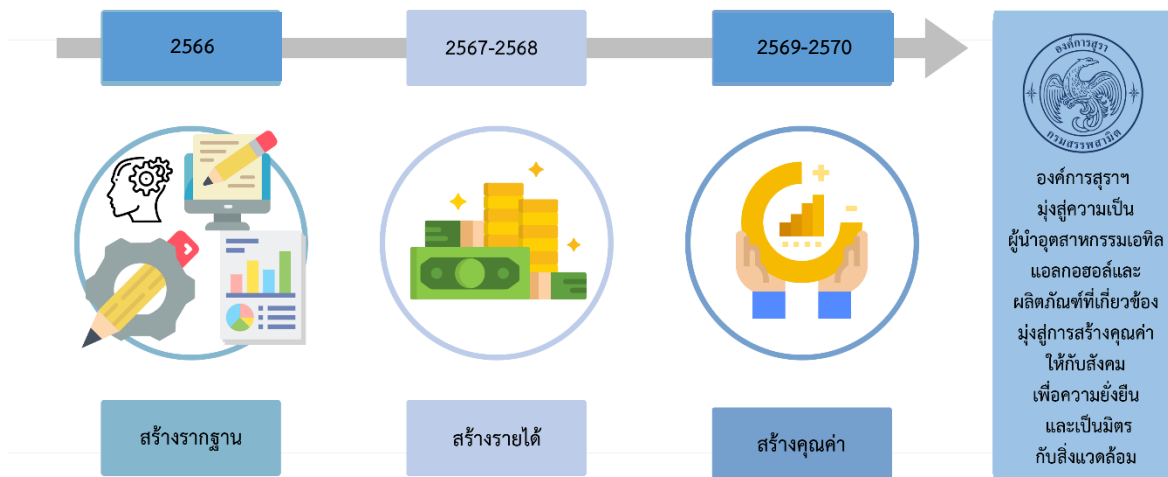 2566
2567-2568
2569-2570
สร้างรากฐาน
สร้างรายได้
สร้างคุณค่า
องค์การสุรา
กรมสรรพสามิต
องค์การสุราฯ
มุ่งสู่ความเป็น
ผู้นำอุตสาหกรรมเอทิล
แอลกอฮอล์และ
ผลิตภัณฑ์ที่เกี่ยวข้อง
มุ่งสู่การสร้างคุณค่า
ให้กับสังคม
เพื่อความยั่งยืน
และเป็นมิตร
กับสิ่งแวดล้อม